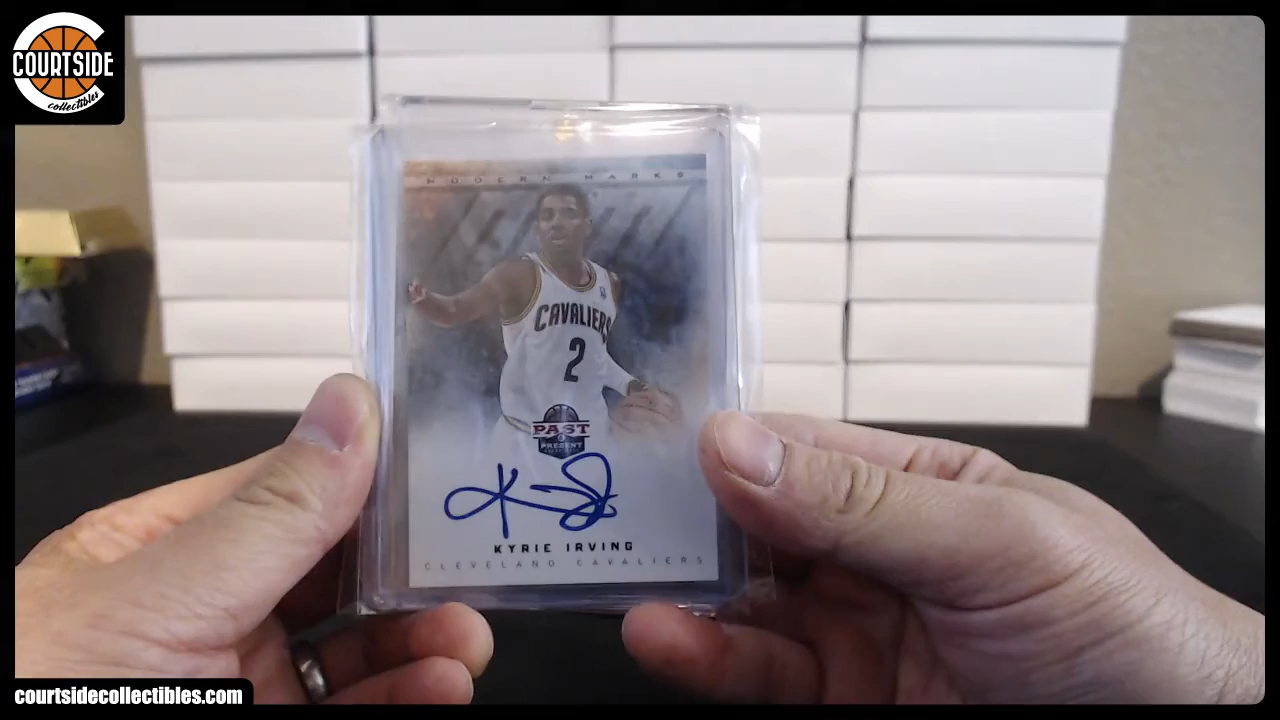 COURTSIDE
collectibles
MODERN MARKS
CAVALIERS
2
PAST
&
PRESENT
KYRIE IRVING
CLEVELAND CAVALIERS
courtsidecollectibles.com